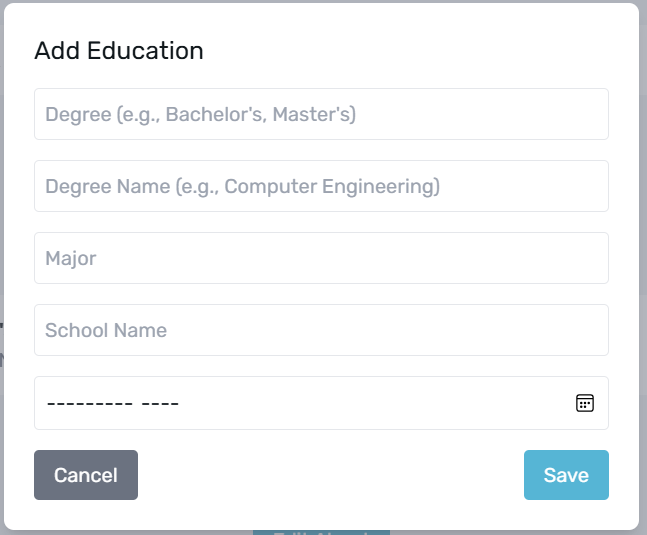 Add Education
Degree (e.g., Bachelor's, Master's)
Degree Name (e.g., Computer Engineering)
Major
School Name
--------- ----
Cancel
Save